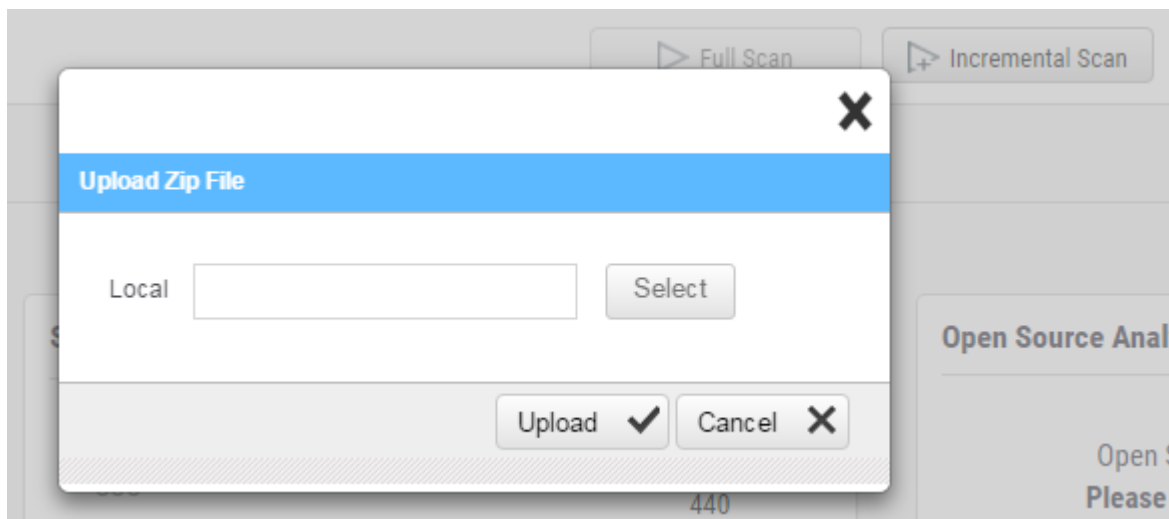 Full Scan
Incremental Scan
Upload Zip File
Local
Select
Open Source Anal
Upload
Cancel
Open S
Please
440